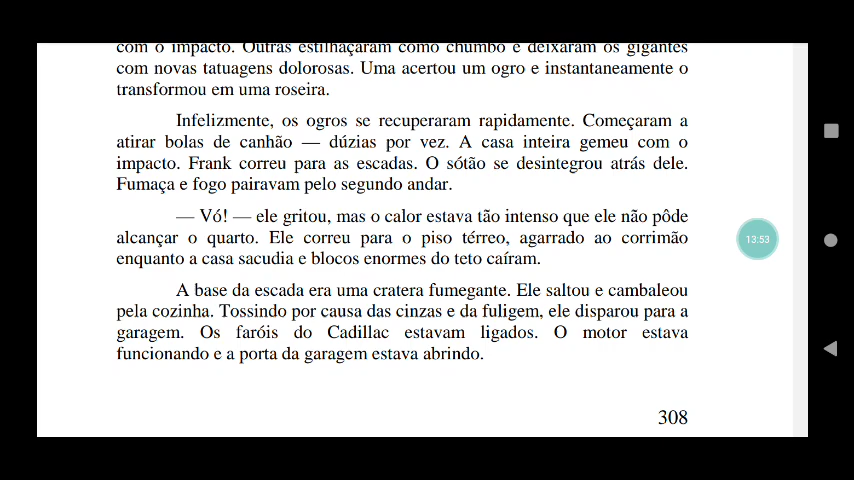 com o impacto. Outras estilhaçaram como chumbo e deixaram os gigantes
com novas tatuagens dolorosas. Uma acertou um ogro e instantaneamente o
transformou em uma roseira.
Infelizmente, os ogros se recuperaram rapidamente. Começaram a
atirar bolas de canhão — dúzias por vez. A casa inteira gemeu com o
impacto. Frank correu para as escadas. O sótão se desintegrou atrás dele.
Fumaça e fogo pairavam pelo segundo andar.
— Vó! — ele gritou, mas o calor estava tão intenso que ele não pôde
alcançar o quarto. Ele correu para o piso térreo, agarrado ao corrimão
enquanto a casa sacudia e blocos enormes do teto caíram.
A base da escada era uma cratera fumegante. Ele saltou e cambaleou
pela cozinha. Tossindo por causa das cinzas e da fuligem, ele disparou para a
garagem. Os faróis do Cadillac estavam ligados. O motor estava
funcionando e a porta da garagem estava abrindo.
308
13:53